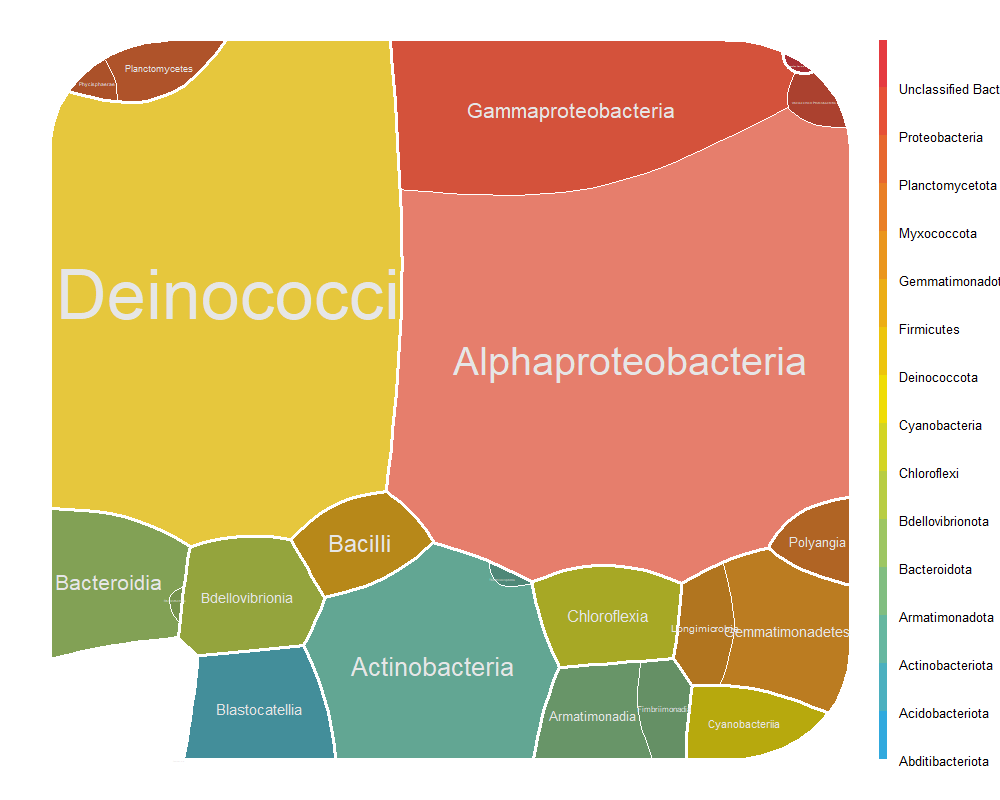 Planctomycetes
Phycisphaerae
Gammaproteobacteria
Deinococci
Alphaproteobacteria
Bacilli
Polyangia
Bacteroidia
Bdellovibrionia
Chloroflexia
Longimicrobia
Gemmatimonadetes
Actinobacteria
Blastocatellia
Armatimonadia
Fimbriimonadia
Cyanobacteriia
Unclassified Bact
Proteobacteria
Planctomycetota
Myxococcota
Gemmatimonadot
Firmicutes
Deinococcota
Cyanobacteria
Chloroflexi
Bdellovibrionota
Bacteroidota
Armatimonadota
Actinobacteriota
Acidobacteriota
Abditibacteriota